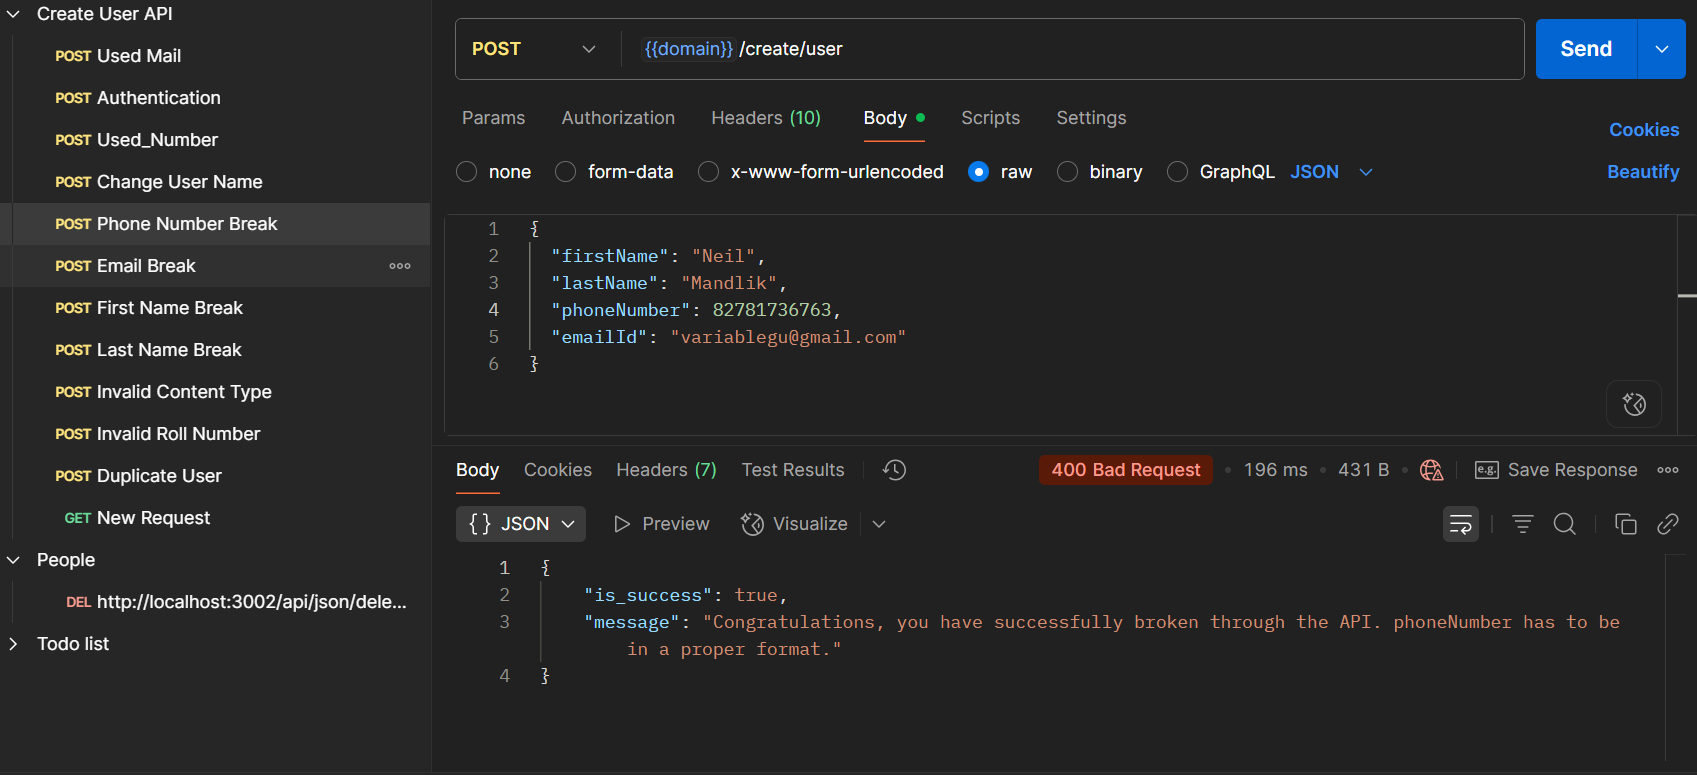 Create User API
POST Used Mail
POST Authentication
POST Used_Number
POST Change User Name
POST Phone Number Break
POST Email Break
POST First Name Break
POST Last Name Break
POST Invalid Content Type
POST Invalid Roll Number
POST Duplicate User
GET New Request
People
DEL http://localhost:3002/api/json/dele...
Todo list
POST {{domain}}/create/user Send
Params Authorization Headers (10) Body Scripts Settings Cookies
none form-data x-www-form-urlencoded raw binary GraphQL JSON Beautify
1 {
2 "firstName": "Neil",
3 "lastName": "Mandlik",
4 "phoneNumber": 82781736763,
5 "emailId": "variablegu@gmail.com"
6 }
Body Cookies Headers (7) Test Results 400 Bad Request 196 ms 431 B e.g. Save Response
{} JSON Preview Visualize
1 {
2 "is_success": true,
3 "message": "Congratulations, you have successfully broken through the API. phoneNumber has to be
in a proper format."
4 }